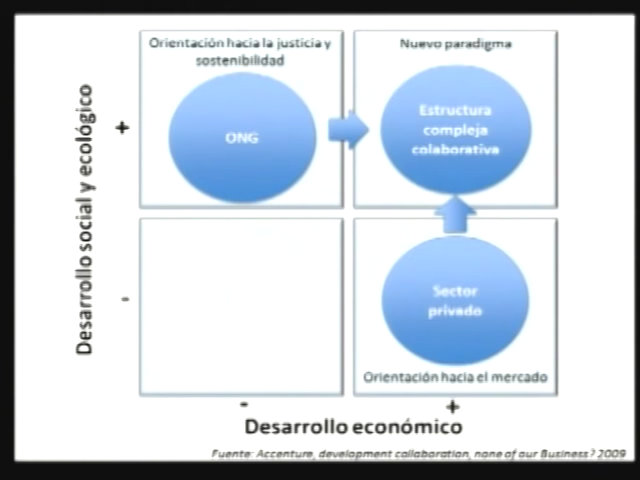 Orientación hacia la justicia y
sostenibilidad
Nuevo paradigma
ONG
Estructura
compleja
colaborativa
+
Desarrollo social y ecológico
-
Sector
privado
Orientación hacia el mercado
-
+
Desarrollo económico
Fuente: Accenture, development collaboration, none of our Business? 2009